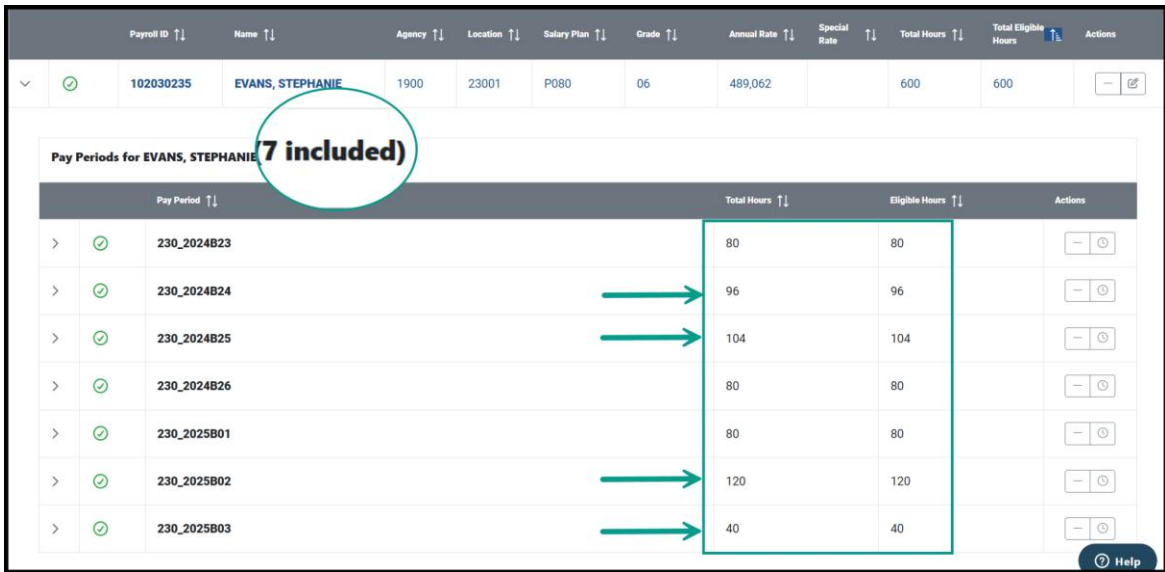 Payroll ID Name Agency Location Salary Plan Grade Annual Rate Special Rate Total Hours Total Eligible Hours Actions
102030235 EVANS, STEPHANIE 1900 23001 P080 06 489,062 600 600
Pay Periods for EVANS, STEPHANIE (7 included)
Pay Period Total Hours Eligible Hours Actions
230_2024B23 80 80
230_2024B24 96 96
230_2024B25 104 104
230_2024B26 80 80
230_2025B01 80 80
230_2025B02 120 120
230_2025B03 40 40
Help